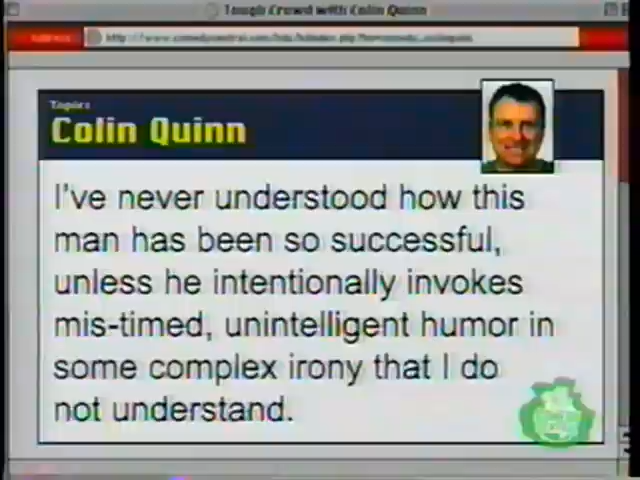 Tough Crowd with Colin Quinn
Topics
Colin Quinn
I've never understood how this
man has been so successful,
unless he intentionally invokes
mis-timed, unintelligent humor in
some complex irony that I do
not understand.